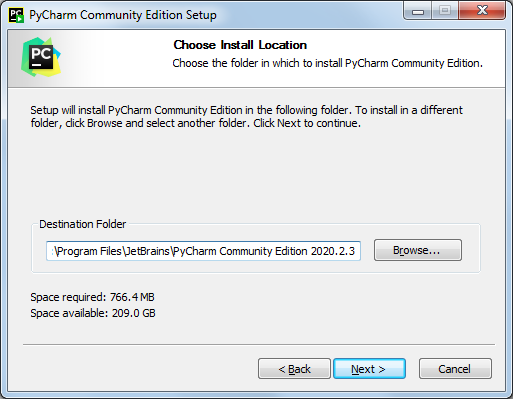 PyCharm Community Edition Setup
PC
Choose Install Location
Choose the folder in which to install PyCharm Community Edition.
Setup will install PyCharm Community Edition in the following folder. To install in a different
folder, click Browse and select another folder. Click Next to continue.
Destination Folder
:\Program Files\JetBrains\PyCharm Community Edition 2020.2.3
Browse...
Space required: 766.4 MB
Space available: 209.0 GB
< Back
Next >
Cancel